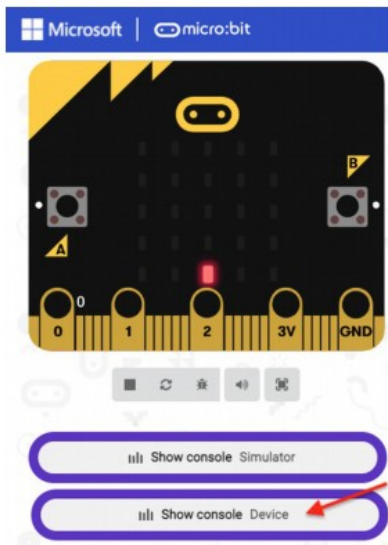 Microsoft | micro:bit
B
A
0
0 1 2 3V GND
Show console Simulator
Show console Device